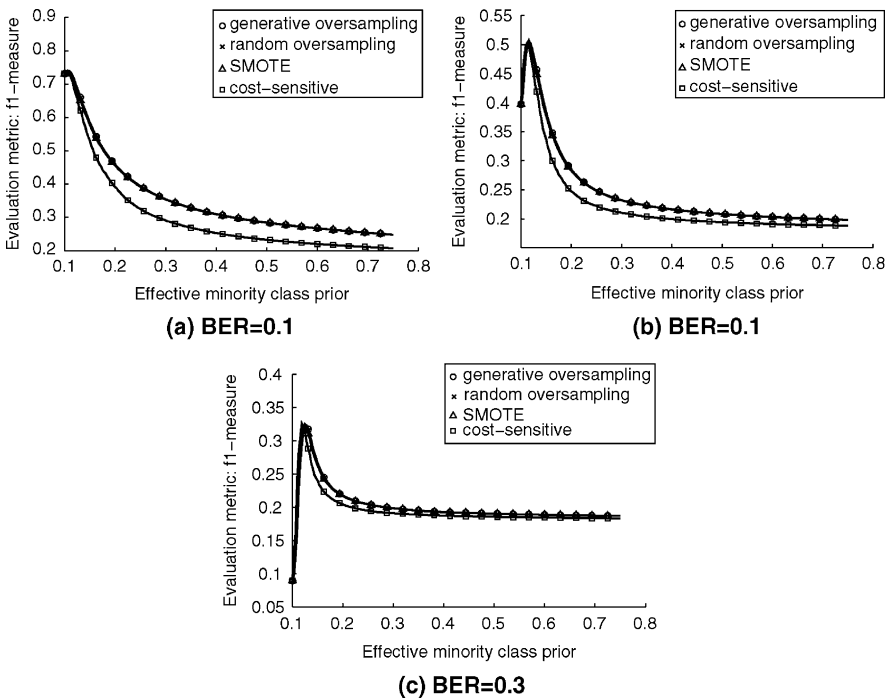 Evaluation metric: f1−measure
0.9
0.8
0.7
0.6
0.5
0.4
0.3
0.2
0.1
0.2
0.3
0.4
0.5
0.6
0.7
0.8
generative oversampling
random oversampling
SMOTE
cost−sensitive
Effective minority class prior
(a) BER=0.1
Evaluation metric: f1−measure
0.55
0.5
0.45
0.4
0.35
0.3
0.25
0.2
0.1
0.2
0.3
0.4
0.5
0.6
0.7
0.8
generative oversampling
random oversampling
SMOTE
cost−sensitive
Effective minority class prior
(b) BER=0.1
Evaluation metric: f1−measure
0.4
0.35
0.3
0.25
0.2
0.15
0.1
0.05
0.1
0.2
0.3
0.4
0.5
0.6
0.7
0.8
generative oversampling
random oversampling
SMOTE
cost−sensitive
Effective minority class prior
(c) BER=0.3